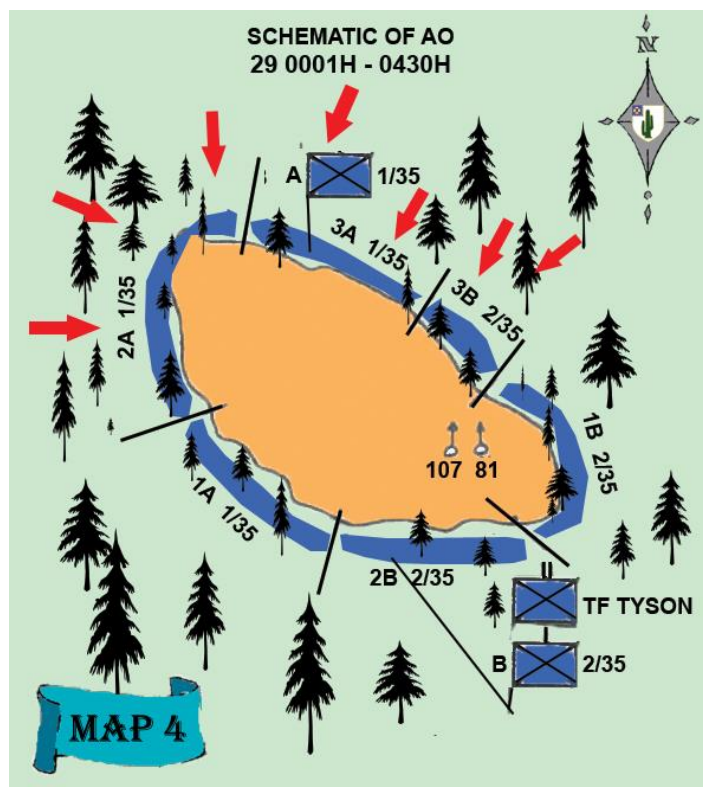 SCHEMATIC OF AO
29 0001H - 0430H
N
A
1/35
3A 1/35
3B 2/35
2A 1/35
1B 2/35
107 81
1A 1/35
2B 2/35
II
TF TYSON
I
B
2/35
MAP 4